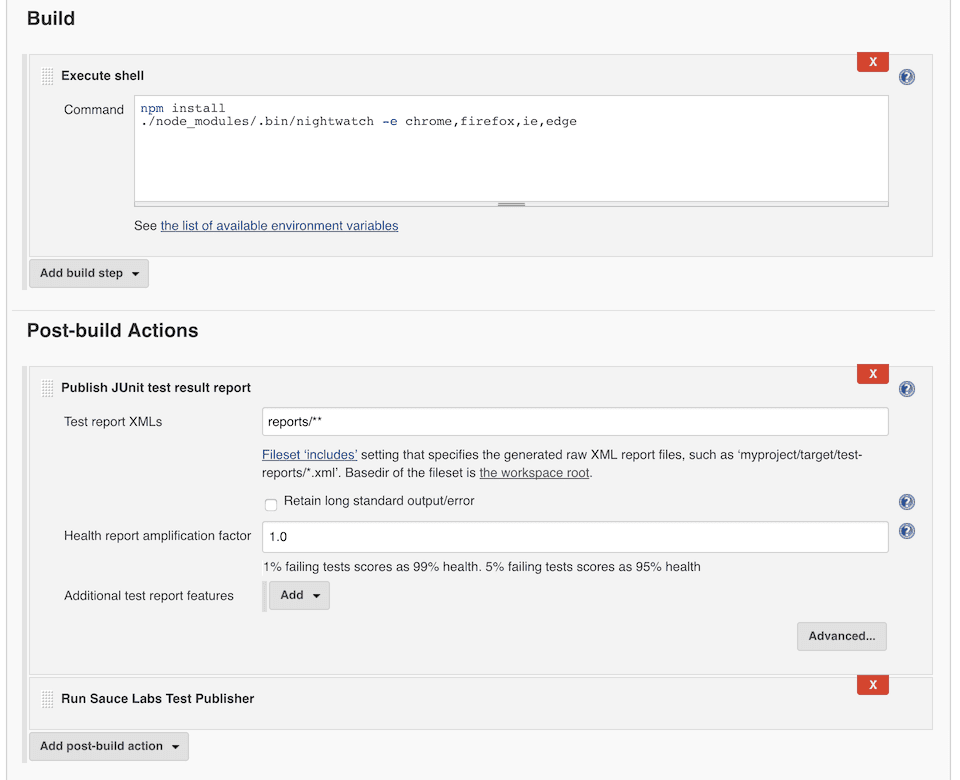 Build
Execute shell
X
Command
npm install
./node_modules/.bin/nightwatch -e chrome,firefox,ie,edge
See the list of available environment variables
Add build step
Post-build Actions
Publish JUnit test result report
X
Test report XMLs
reports/**
Fileset ‘includes’ setting that specifies the generated raw XML report files, such as ‘myproject/target/test-
reports/*.xml’. Basedir of the fileset is the workspace root.
Retain long standard output/error
Health report amplification factor
1.0
1% failing tests scores as 99% health. 5% failing tests scores as 95% health
Additional test report features
Add
Advanced...
Run Sauce Labs Test Publisher
X
Add post-build action